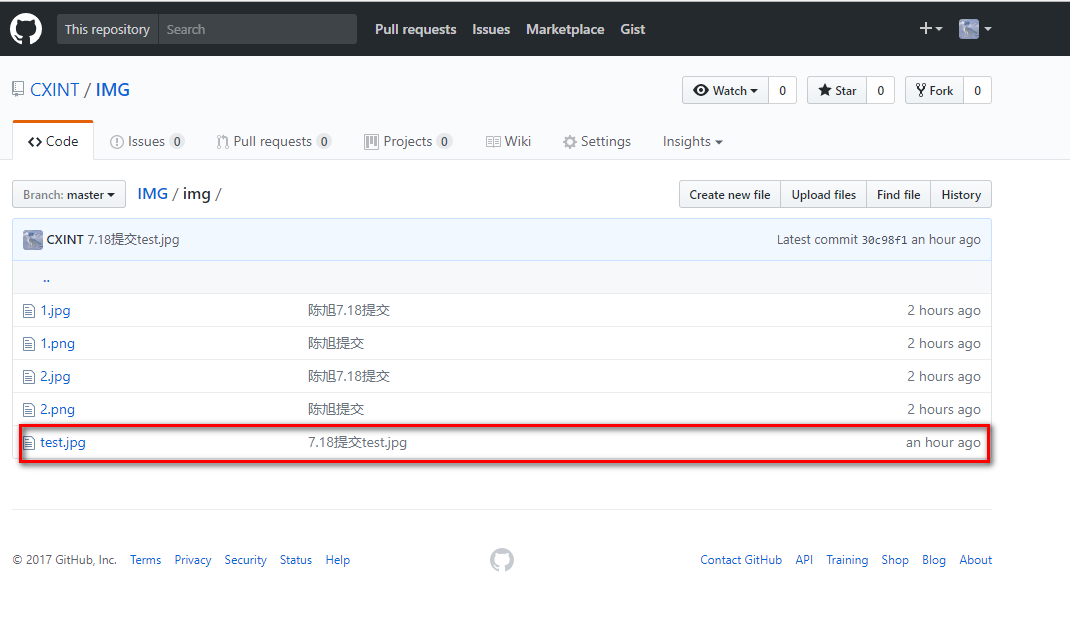 This repository Search Pull requests Issues Marketplace Gist
CXINT / IMG Watch 0 Star 0 Fork 0
Code Issues 0 Pull requests 0 Projects 0 Wiki Settings Insights
Branch: master IMG / img / Create new file Upload files Find file History
CXINT 7.18提交test.jpg Latest commit 30c98f1 an hour ago
..
1.jpg 陈旭7.18提交 2 hours ago
1.png 陈旭提交 2 hours ago
2.jpg 陈旭7.18提交 2 hours ago
2.png 陈旭提交 2 hours ago
test.jpg 7.18提交test.jpg an hour ago
© 2017 GitHub, Inc. Terms Privacy Security Status Help Contact GitHub API Training Shop Blog About